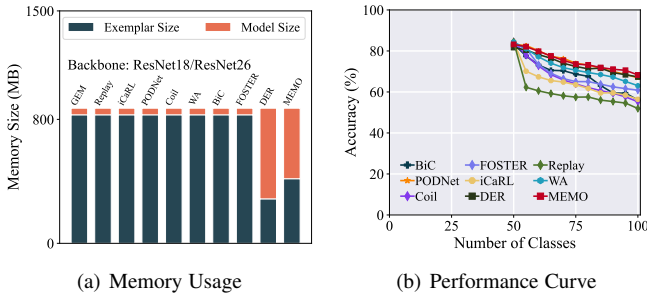 1500
800
0
Memory Size (MB)
Exemplar Size
Model Size
Backbone: ResNet18/ResNet26
GEM
Replay
iCaRL
PODNet
Coil
WA
BiC
FOSTER
DER
MEMO
(a) Memory Usage
100
80
60
40
20
0
Accuracy (%)
BiC
FOSTER
Replay
PODNet
iCaRL
WA
Coil
DER
MEMO
0
25
50
75
100
Number of Classes
(b) Performance Curve